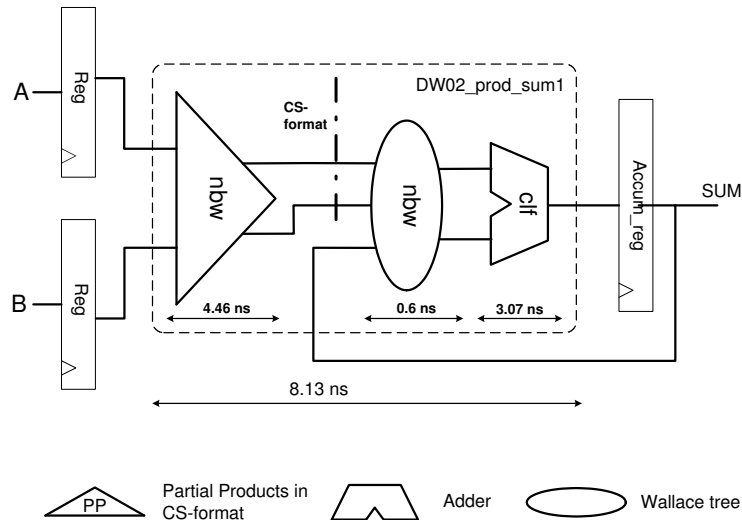 DW02_prod_sum1
A
Reg
CS-
format
nbw
nbw
clf
Accum_reg
SUM
B
Reg
4.46 ns
0.6 ns
3.07 ns
8.13 ns
PP
Partial Products in
CS-format
Adder
Wallace tree